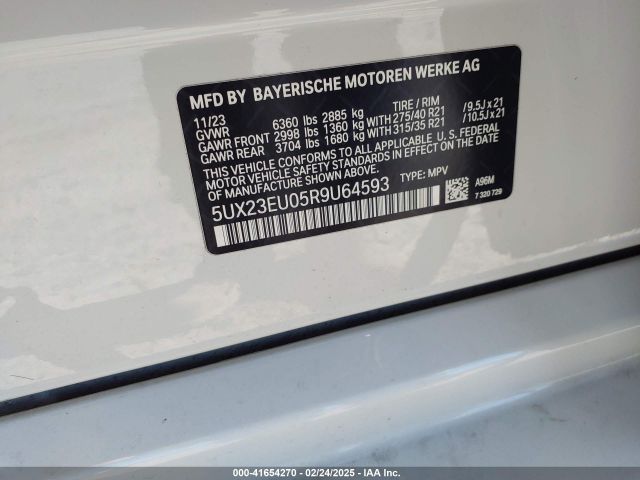 MFD BY BAYERISCHE MOTOREN WERKE AG
11/23
GVWR 6360 lbs 2885 kg TIRE / RIM
GAWR FRONT 2998 lbs 1360 kg WITH 275/40 R21 /9.5J x 21
GAWR REAR 3704 lbs 1680 kg WITH 315/35 R21 /10.5J x 21
THIS VEHICLE CONFORMS TO ALL APPLICABLE U. S. FEDERAL
MOTOR VEHICLE SAFETY STANDARDS IN EFFECT ON THE DATE
OF MANUFACTURE SHOWN ABOVE.
5UX23EU05R9U64593 TYPE: MPV
A96M
7 320 729
000-41654270 - 02/24/2025 - IAA Inc.